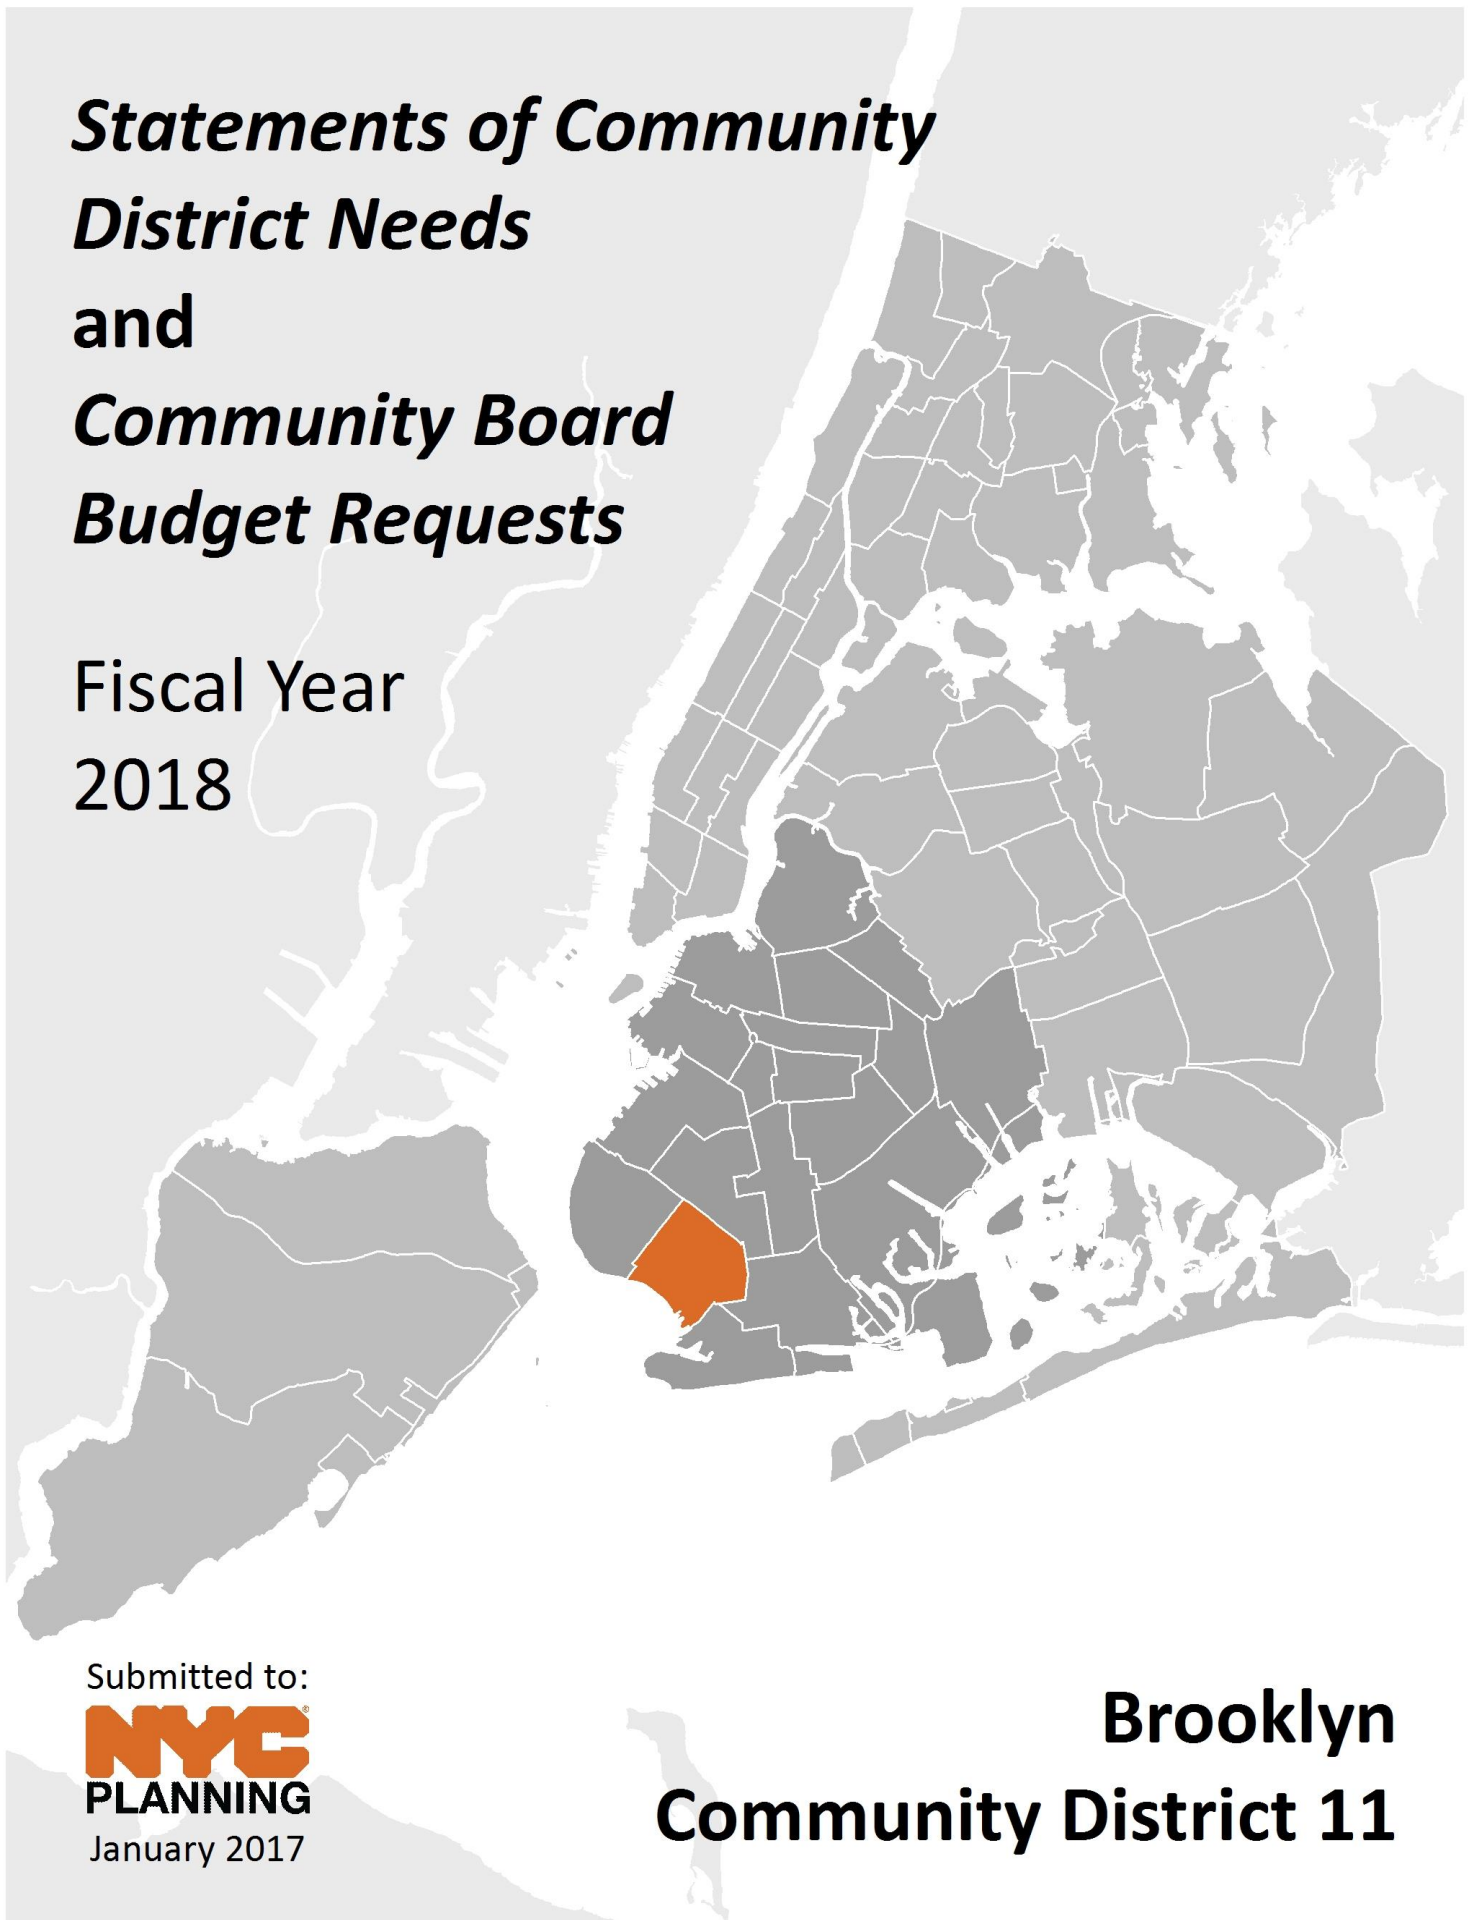 Statements of Community
District Needs
and
Community Board
Budget Requests
Fiscal Year
2018
Submitted to:
NYC®
PLANNING
January 2017
Brooklyn
Community District 11